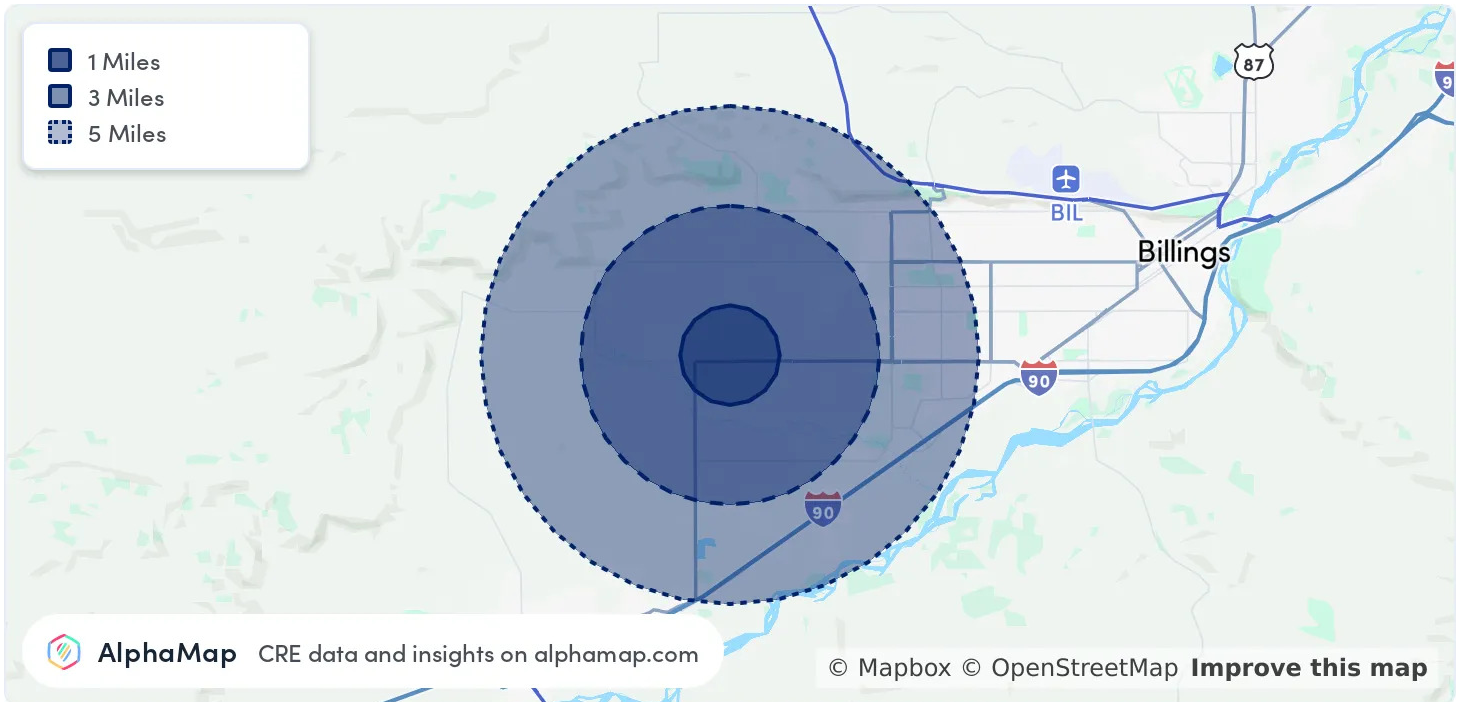 1 Miles
3 Miles
5 Miles
87
9
BIL
Billings
90
90
AlphaMap CRE data and insights on alphamap.com
© Mapbox © OpenStreetMap Improve this map